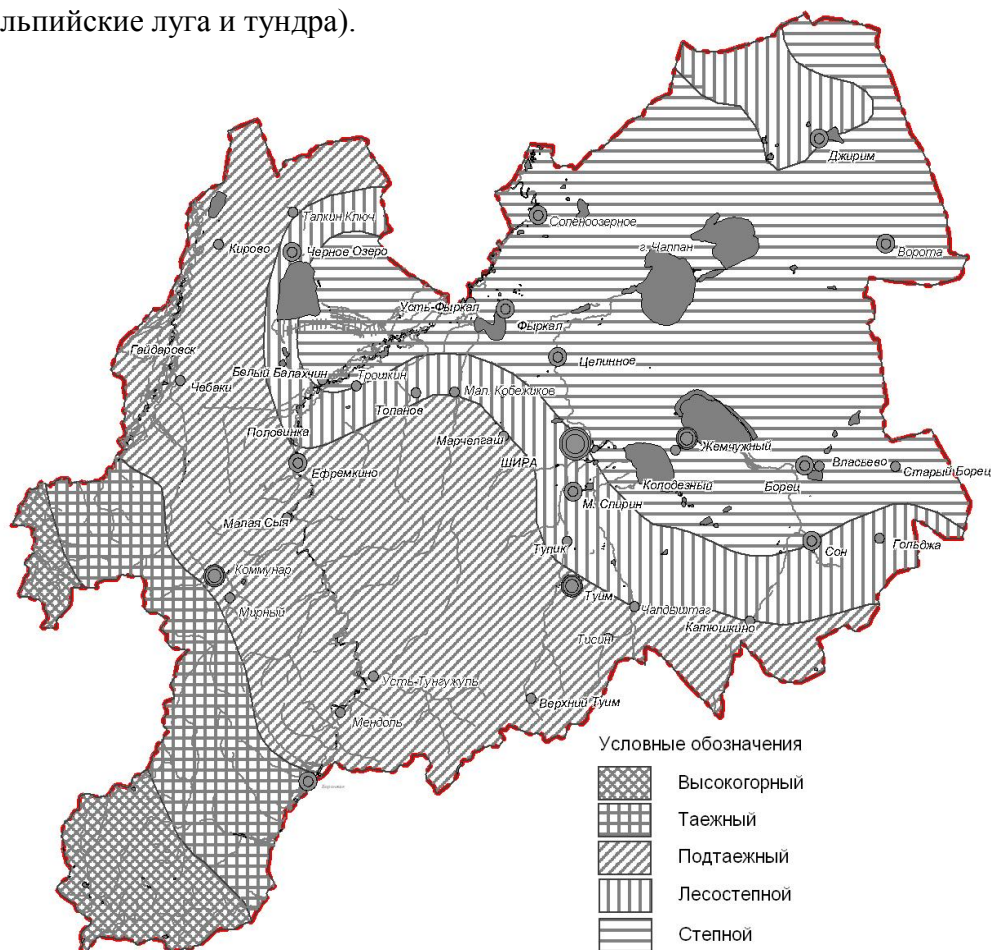 льпийские луга и тундра).
Джирим
Талкин Ключ
Соленоозерное
Кирово
Черное Озеро
г. Чалпан
Ворота
Усть-Фыркал
Фыркал
Гайдаровск
Целинное
Белый Балахчин
Трошкин
Чебаки
Топанов
Мал. Кобежиков
Половинка
Марчелгаш
ШИРА
Жемчужный
Ефремкино
Колодезный
Борец
Власьево
Старый Борец
М. Спирин
Малая Сыя
Тупик
Сон
Гольджа
Коммунар
Туим
Мирный
Чалдыштаг
Катюшкино
Тисин
Усть-Тунгужуль
Верхний Туим
Мендоль
Условные обозначения
Высокогорный
Таежный
Подтаежный
Лесостепной
Степной